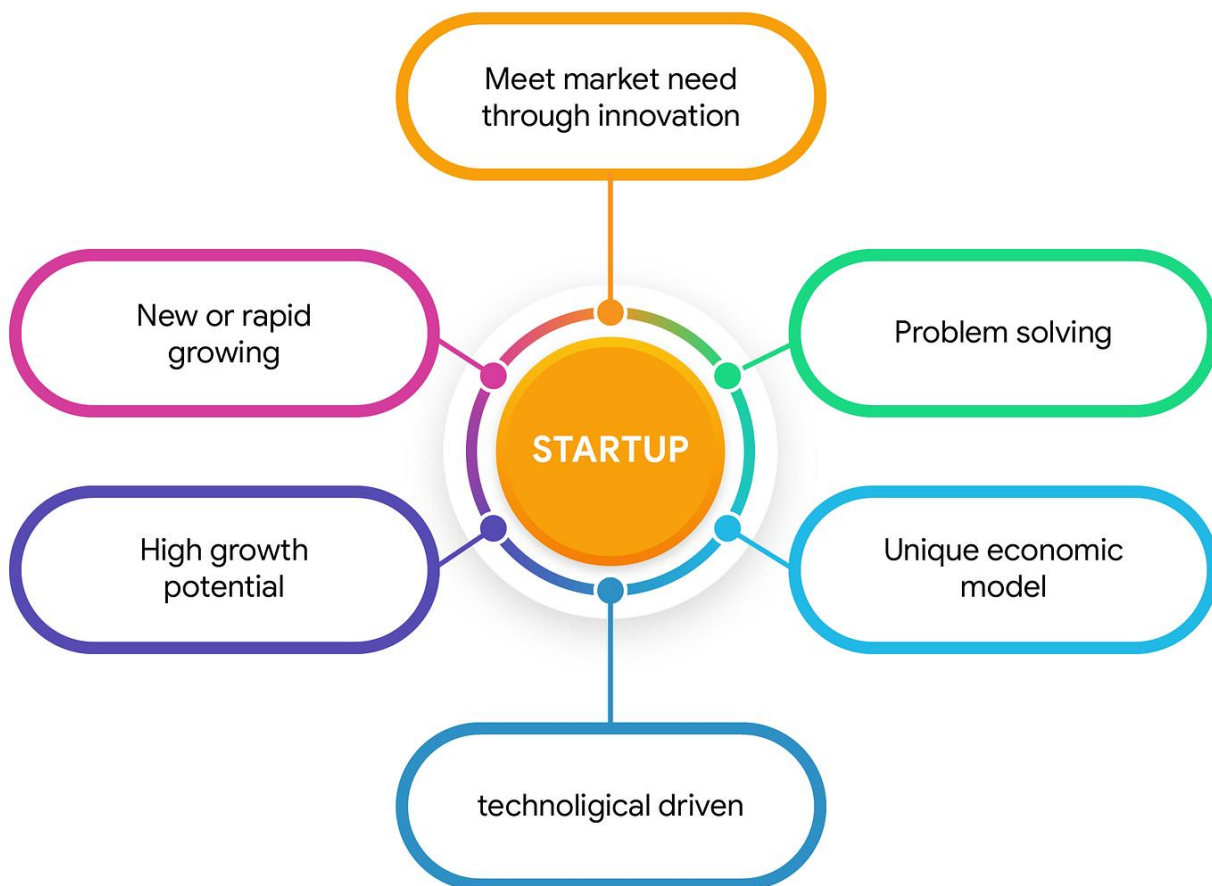 Meet market need
through innovation
New or rapid
growing
Problem solving
STARTUP
High growth
potential
Unique economic
model
technoligical driven